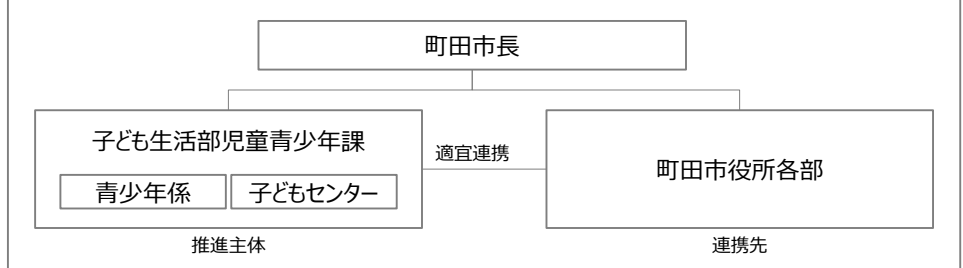 町田市長
子ども生活部児童青少年課
青少年係
子どもセンター
適宜連携
町田市役所各部
推進主体
連携先